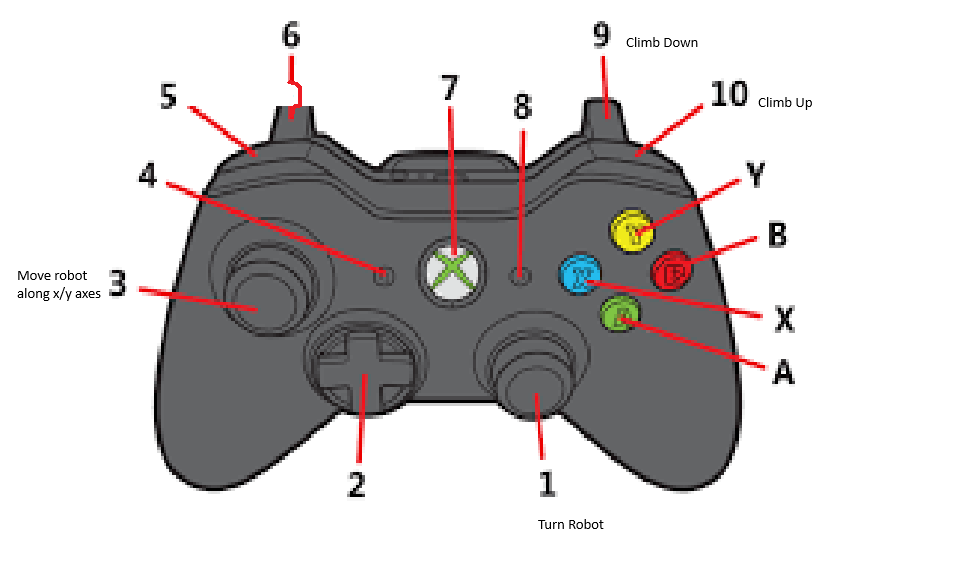 6
9 Climb Down
5
7
8
10 Climb Up
4
Y
B
Move robot
along x/y axes 3
X
A
2
1
Turn Robot
Y
X
B
A